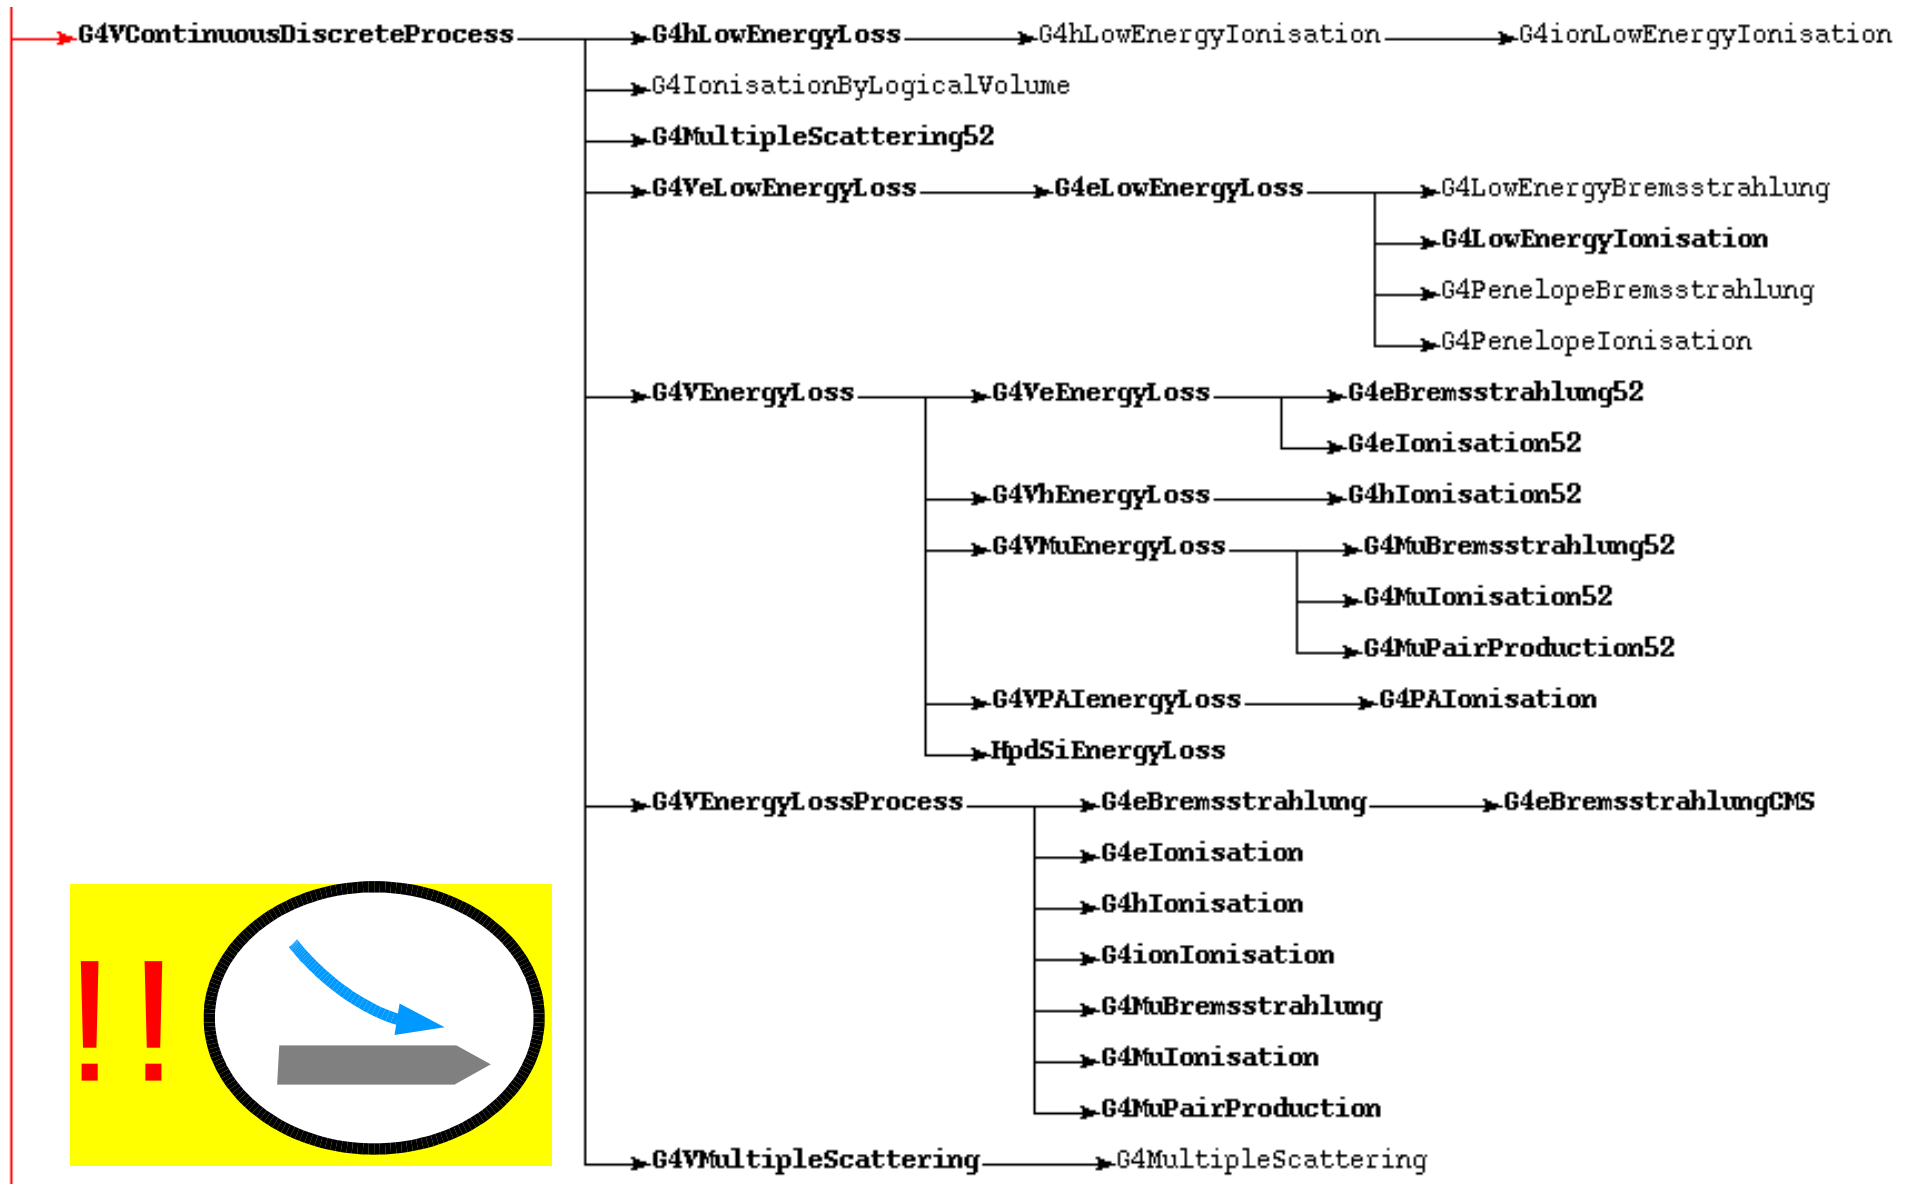 G4VContinuousDiscreteProcess G4hLowEnergyLoss G4hLowEnergyIonisation G4ionLowEnergyIonisation
G4IonisationByLogicalVolume
G4MultipleScattering52
G4VeLowEnergyLoss G4eLowEnergyLoss G4LowEnergyBremsstrahlung
G4LowEnergyIonisation
G4PenelopeBremsstrahlung
G4PenelopeIonisation
G4VEnergyLoss G4VeEnergyLoss G4eBremsstrahlung52
G4eIonisation52
G4VhEnergyLoss G4hIonisation52
G4VMuEnergyLoss G4MuBremsstrahlung52
G4MuIonisation52
G4MuPairProduction52
G4VPAIenergyLoss G4PAIonisation
HpdSiEnergyLoss
G4VEnergyLossProcess G4eBremsstrahlung G4eBremsstrahlungCMS
G4eIonisation
G4hIonisation
G4ionIonisation
!! G4MuBremsstrahlung
G4MuIonisation
G4MuPairProduction
G4VMultipleScattering G4MultipleScattering